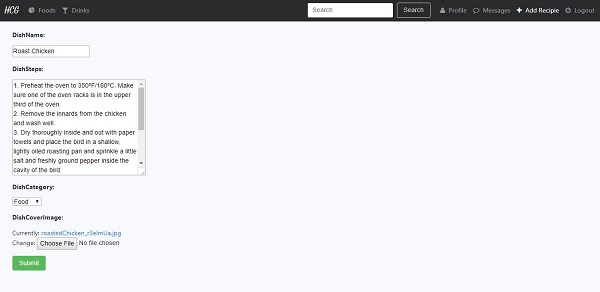 HCG Foods Drinks Search Search Profile Messages + Add Recipie Logout
DishName:
Roast Chicken
DishSteps:
1. Preheat the oven to 350°F/180°C. Make
sure one of the oven racks is in the upper
third of the oven.
2. Remove the innards from the chicken
and wash well.
3. Dry thoroughly inside and out with paper
towels and place the bird in a shallow,
lightly oiled roasting pan and sprinkle a little
salt and freshly ground pepper inside the
cavity of the bird.
DishCategory:
Food
DishCoverImage:
Currently: roastedChicken_r3elmUa.jpg
Change: Choose File No file chosen
Submit